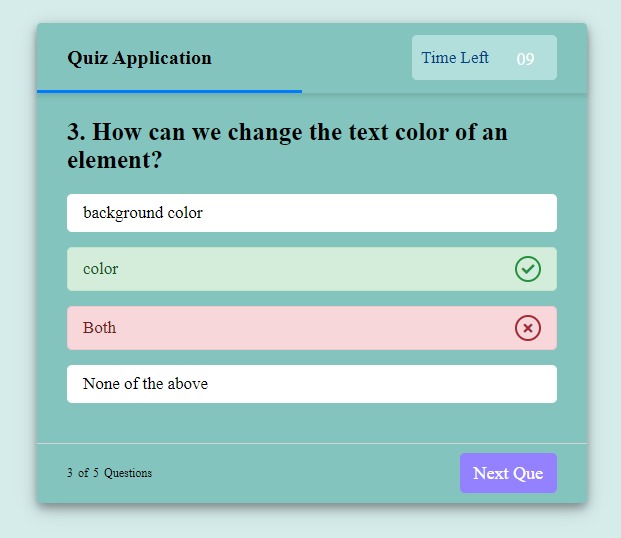 Quiz Application
Time Left 09
3. How can we change the text color of an
element?
background color
color
Both
None of the above
3 of 5 Questions
Next Que